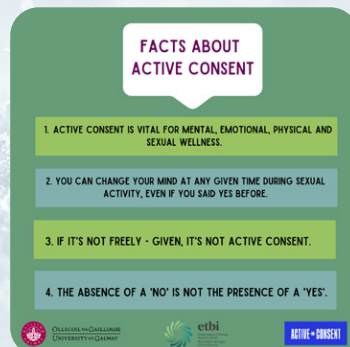 FACTS ABOUT
ACTIVE CONSENT
1. ACTIVE CONSENT IS VITAL FOR MENTAL, EMOTIONAL, PHYSICAL AND
SEXUAL WELLNESS.
2. YOU CAN CHANGE YOUR MIND AT ANY GIVEN TIME DURING SEXUAL
ACTIVITY, EVEN IF YOU SAID YES BEFORE.
3. IF IT'S NOT FREELY - GIVEN, IT'S NOT ACTIVE CONSENT.
4. THE ABSENCE OF A 'NO' IS NOT THE PRESENCE OF A 'YES'.
OLLSCOIL NA GAILLIMHE
UNIVERSITY OF GALWAY
etbi
ACTIVE CONSENT